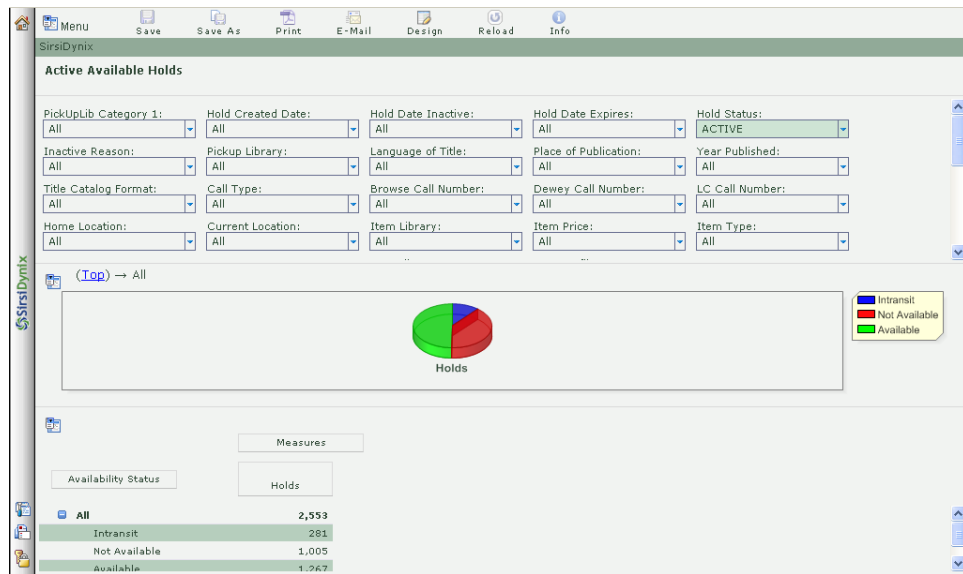 Menu
Save
Save As
Print
E-Mail
Design
Reload
Info
SirsiDynix
Active Available Holds
PickUpLib Category 1: Hold Created Date: Hold Date Inactive: Hold Date Expires: Hold Status:
All All All All ACTIVE
Inactive Reason: Pickup Library: Language of Title: Place of Publication: Year Published:
All All All All All
Title Catalog Format: Call Type: Browse Call Number: Dewey Call Number: LC Call Number:
All All All All All
Home Location: Current Location: Item Library: Item Price: Item Type:
All All All All All
SirsiDynix
(Top) → All
Intransit
Not Available
Available
Holds
Measures
Availability Status
Holds
All 2,553
Intransit 281
Not Available 1,005
Available 1,267